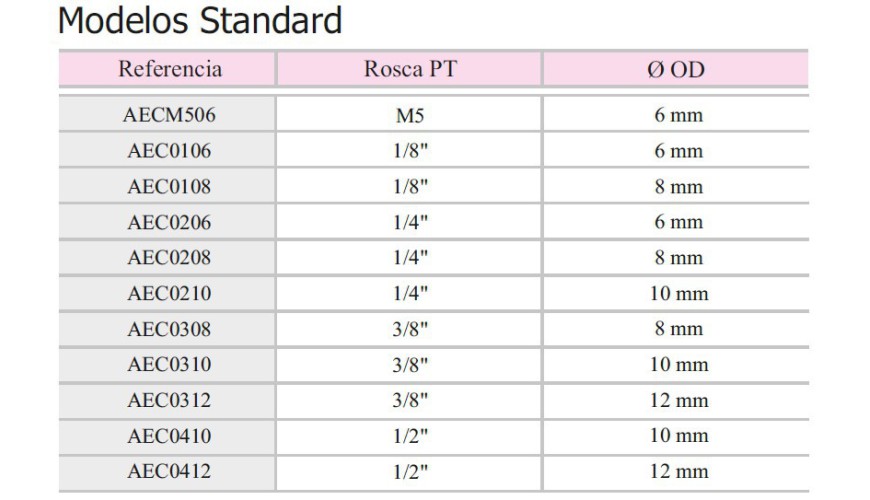 Modelos Standard
Referencia Rosca PT Ø OD
AECM506 M5 6 mm
AEC0106 1/8" 6 mm
AEC0108 1/8" 8 mm
AEC0206 1/4" 6 mm
AEC0208 1/4" 8 mm
AEC0210 1/4" 10 mm
AEC0308 3/8" 8 mm
AEC0310 3/8" 10 mm
AEC0312 3/8" 12 mm
AEC0410 1/2" 10 mm
AEC0412 1/2" 12 mm